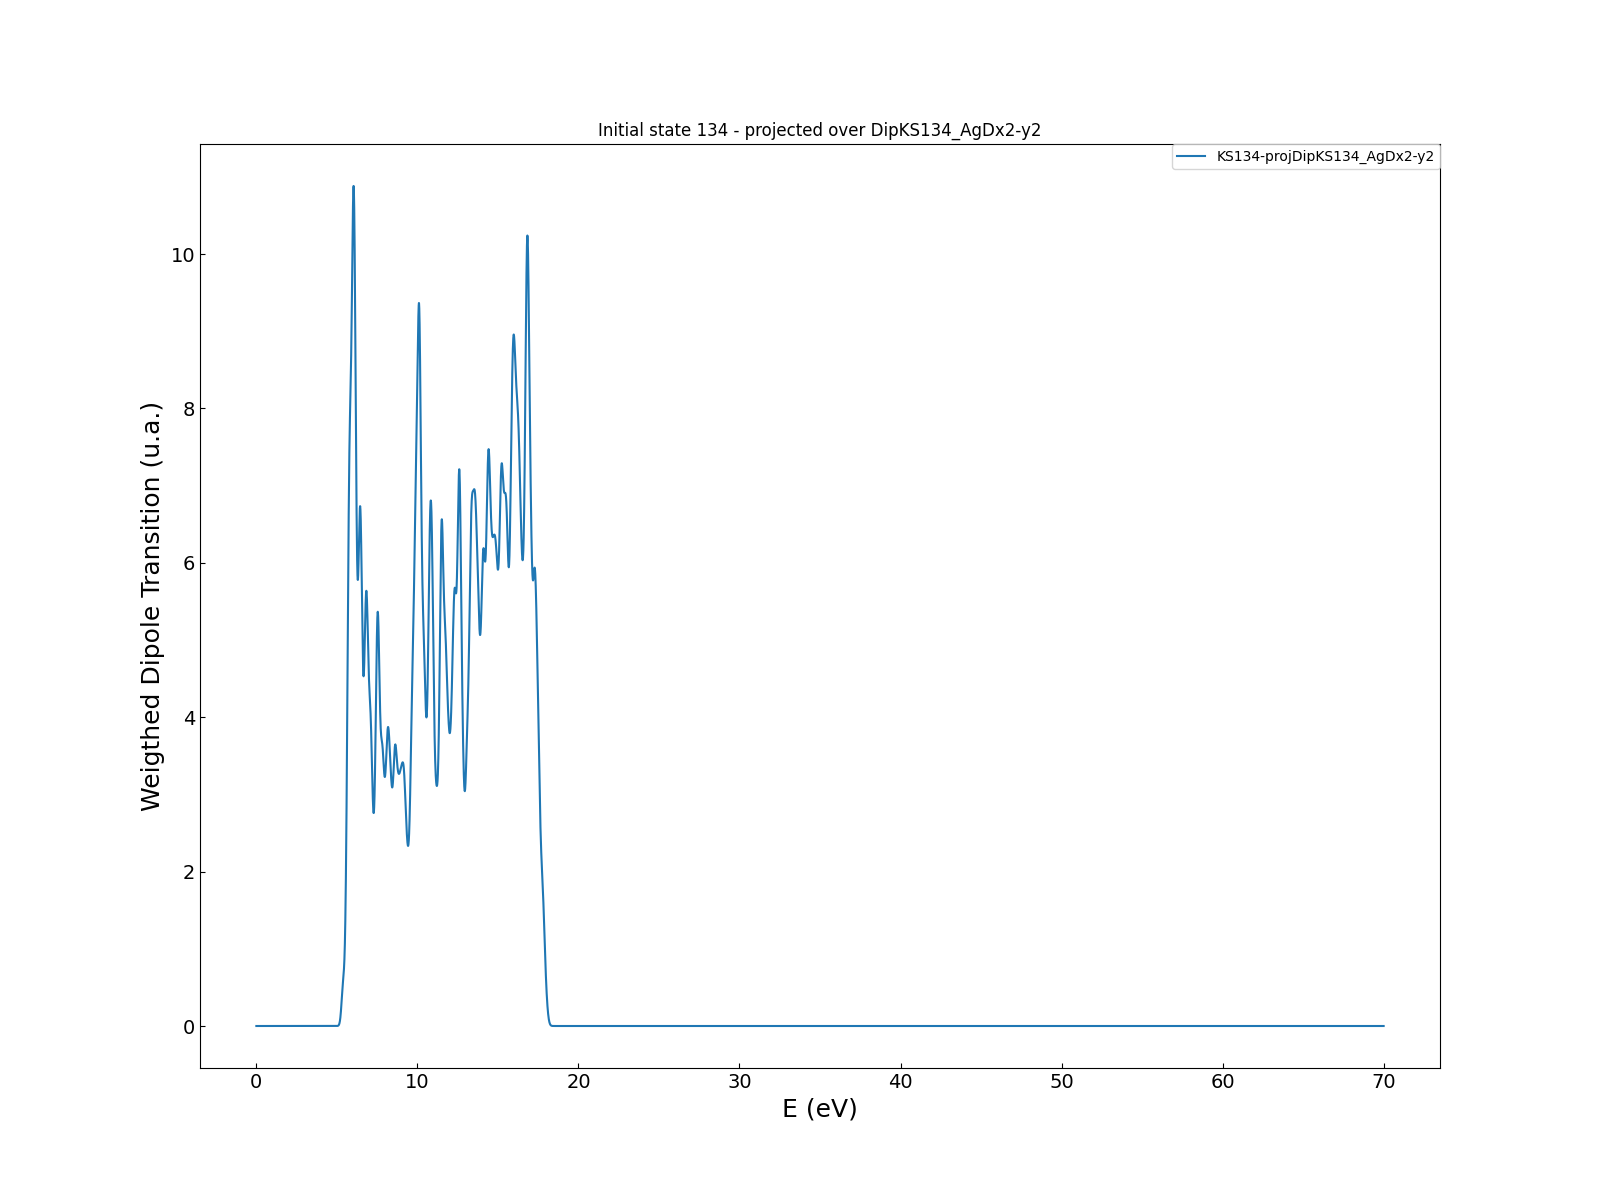 Initial state 134 - projected over DipKS134_AgDx2-y2
KS134-projDipKS134_AgDx2-y2
Weigthed Dipole Transition (u.a.)
10
8
6
4
2
0
0 10 20 30 40 50 60 70
E (eV)